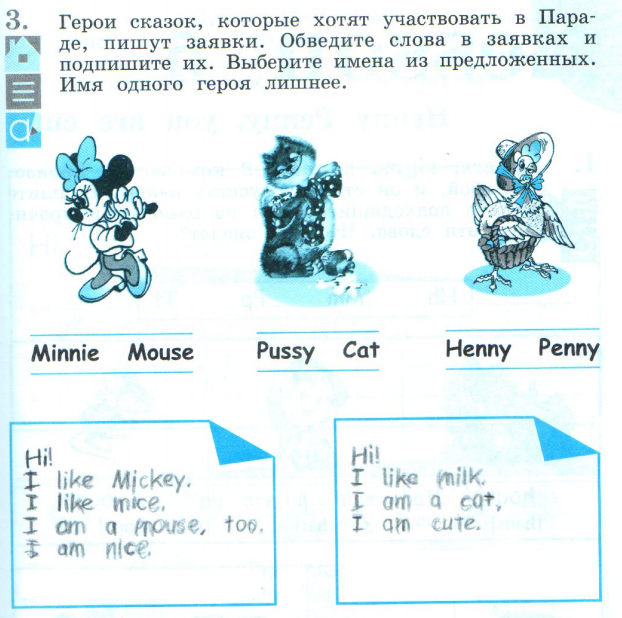 3. Герои сказок, которые хотят участвовать в Пара-
де, пишут заявки. Обведите слова в заявках и
подпишите их. Выберите имена из предложенных.
Имя одного героя лишнее.
Minnie Mouse
Pussy Cat
Henny Penny
Hi!
I like Mickey.
I like mice.
I am a mouse, too.
I am nice.
Hi!
I like milk.
I am a cat.
I am cute.